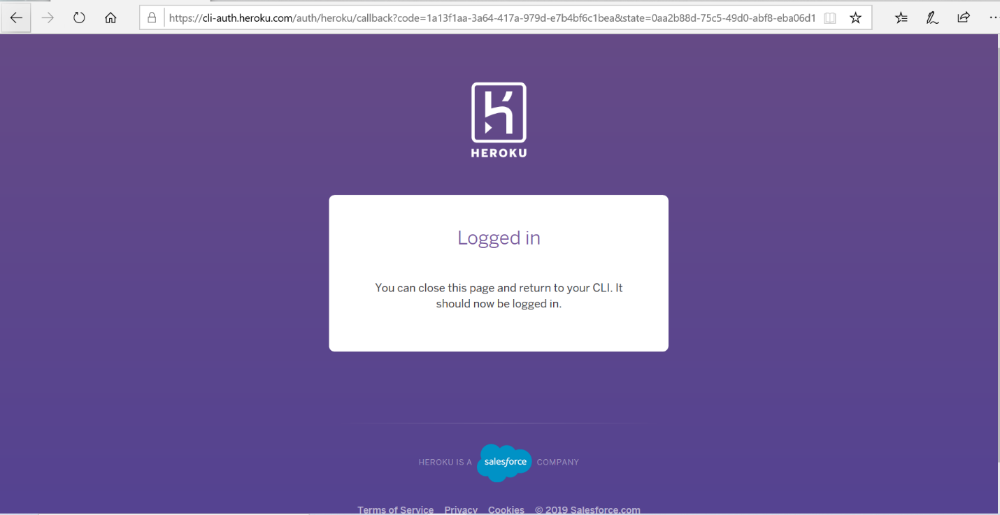 https://cli-auth.heroku.com/auth/heroku/callback?code=1a13f1aa-3a64-417a-979d-e7b4bf6c1bea&state=0aa2b88d-75c5-49d0-abf8-eba06d1
HEROKU
Logged in
You can close this page and return to your CLI. It
should now be logged in.
HEROKU IS A salesforce COMPANY
Terms of Service Privacy Cookies © 2019 Salesforce.com